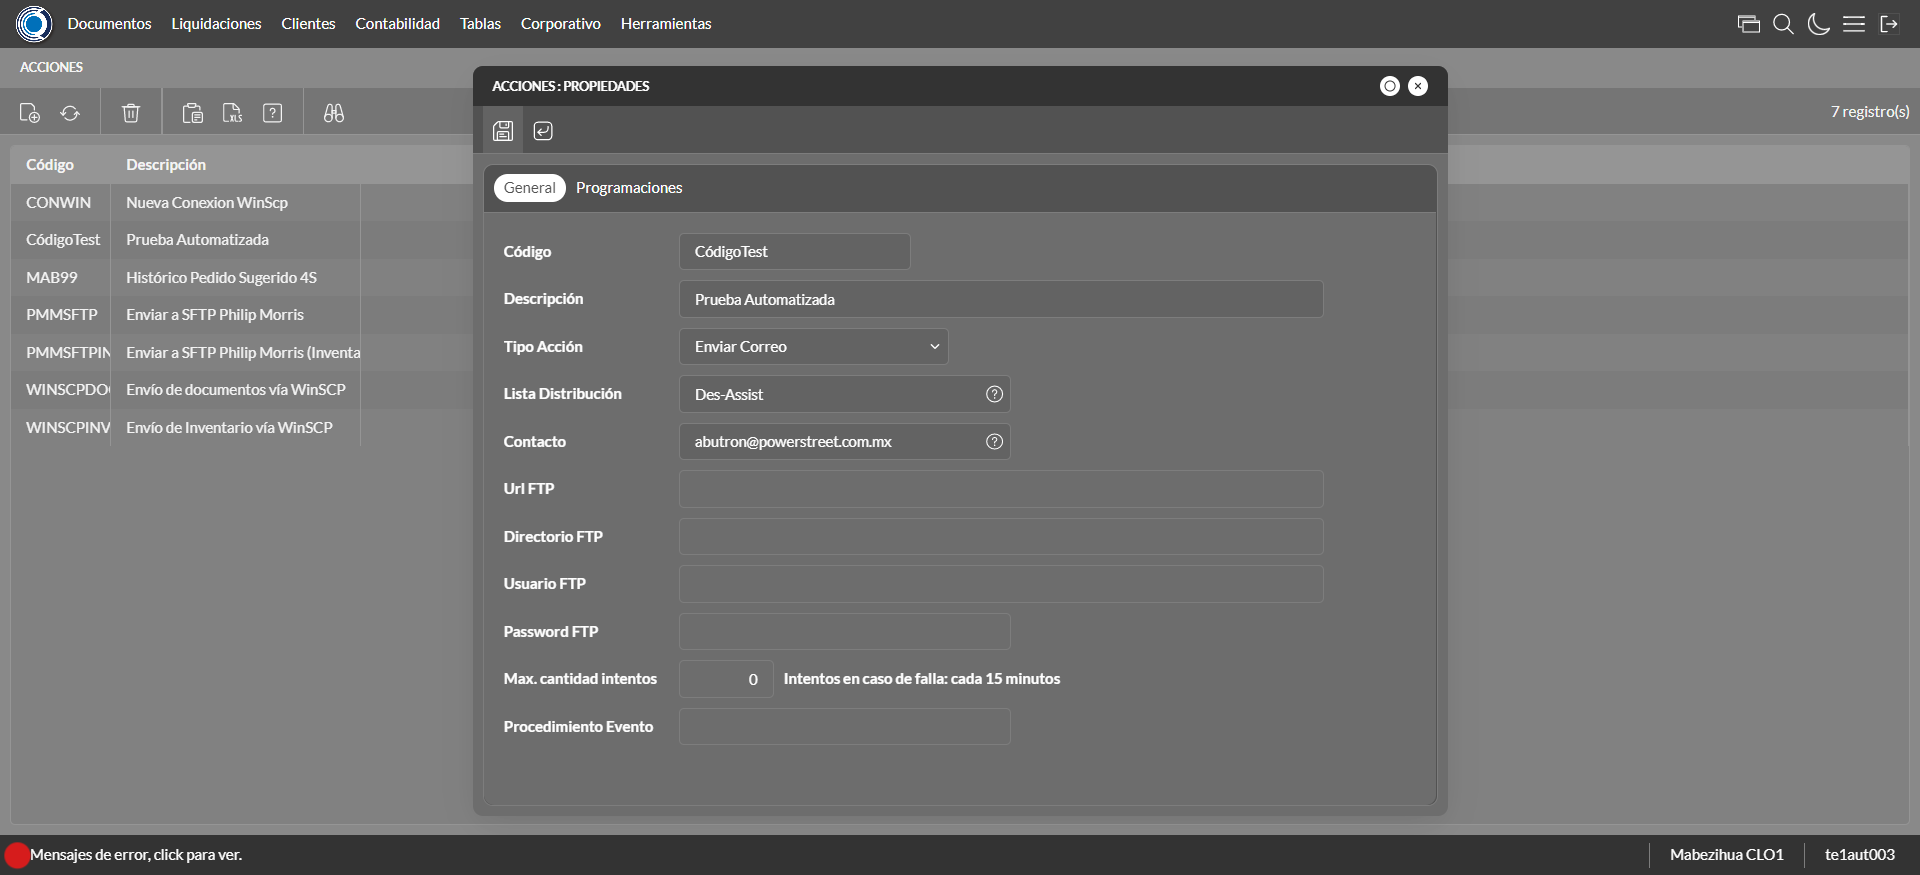 Documentos Liquidaciones Clientes Contabilidad Tablas Corporativo Herramientas
ACCIONES
XLS
7 registro(s)
Código Descripción
CONWIN Nueva Conexion WinScp
CódigoTest Prueba Automatizada
MAB99 Histórico Pedido Sugerido 4S
PMMSFTP Enviar a SFTP Philip Morris
PMMSFTPIN Enviar a SFTP Philip Morris (Inventa
WINSCPDO Envío de documentos vía WinSCP
WINSCPINV Envío de Inventario vía WinSCP
ACCIONES : PROPIEDADES
General Programaciones
Código CódigoTest
Descripción Prueba Automatizada
Tipo Acción Enviar Correo
Lista Distribución Des-Assist
Contacto abutron@powerstreet.com.mx
Url FTP
Directorio FTP
Usuario FTP
Password FTP
Max. cantidad intentos 0 Intentos en caso de falla: cada 15 minutos
Procedimiento Evento
Mensajes de error, click para ver.
Mabezihua CLO1 te1aut003